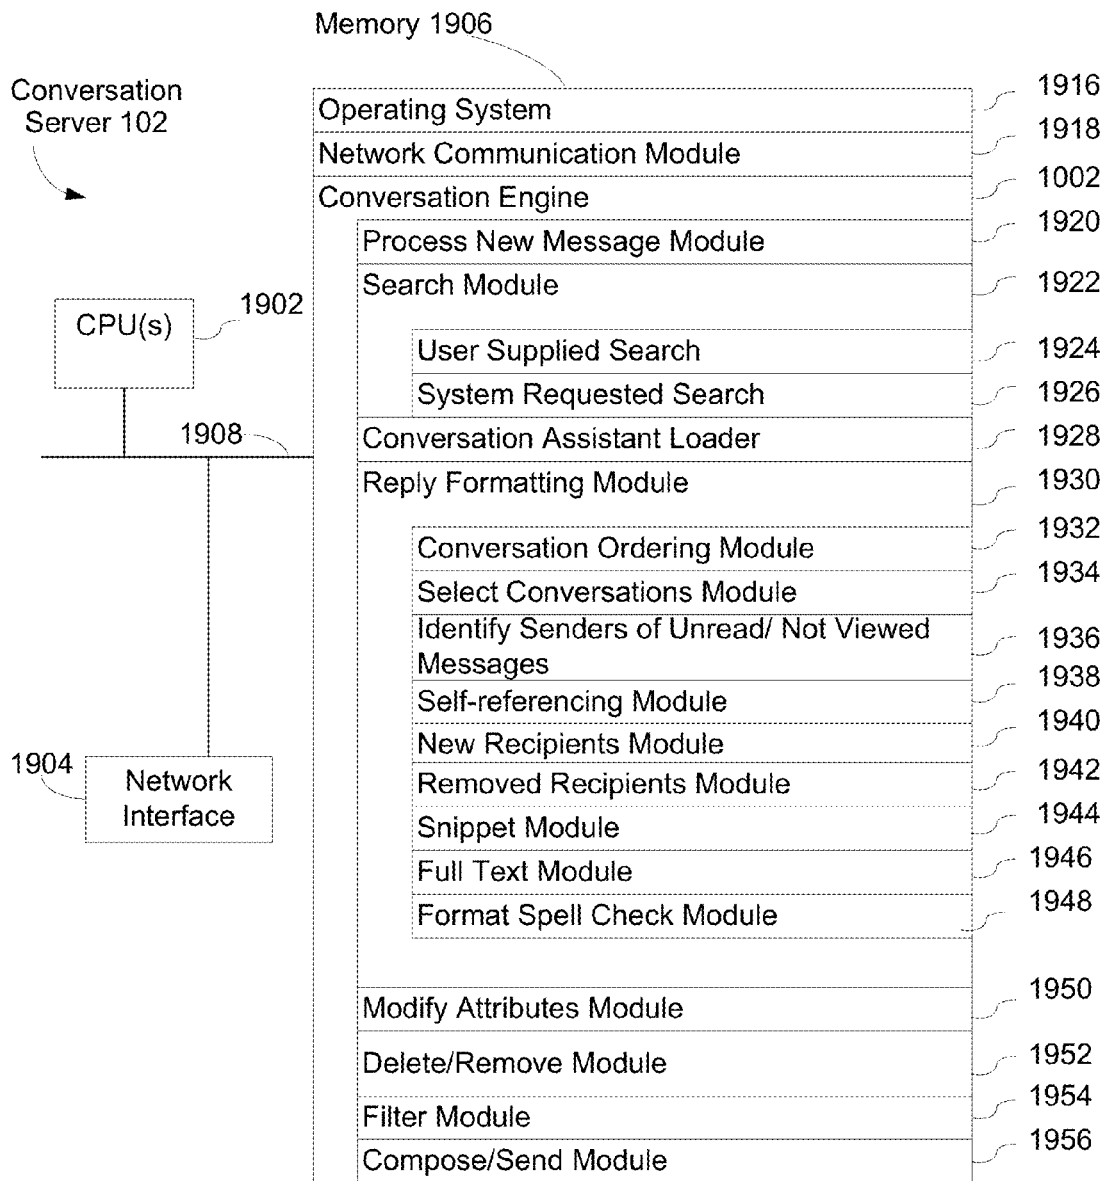 Memory 1906
Conversation
Server 102
Operating System 1916
Network Communication Module 1918
Conversation Engine 1002
Process New Message Module 1920
Search Module 1922
CPU(s) 1902
User Supplied Search 1924
System Requested Search 1926
1908
Conversation Assistant Loader 1928
Reply Formatting Module 1930
Conversation Ordering Module 1932
Select Conversations Module 1934
Identify Senders of Unread/ Not Viewed
Messages 1936
Self-referencing Module 1938
New Recipients Module 1940
1904
Network
Interface
Removed Recipients Module 1942
Snippet Module 1944
Full Text Module 1946
Format Spell Check Module 1948
Modify Attributes Module 1950
Delete/Remove Module 1952
Filter Module 1954
Compose/Send Module 1956